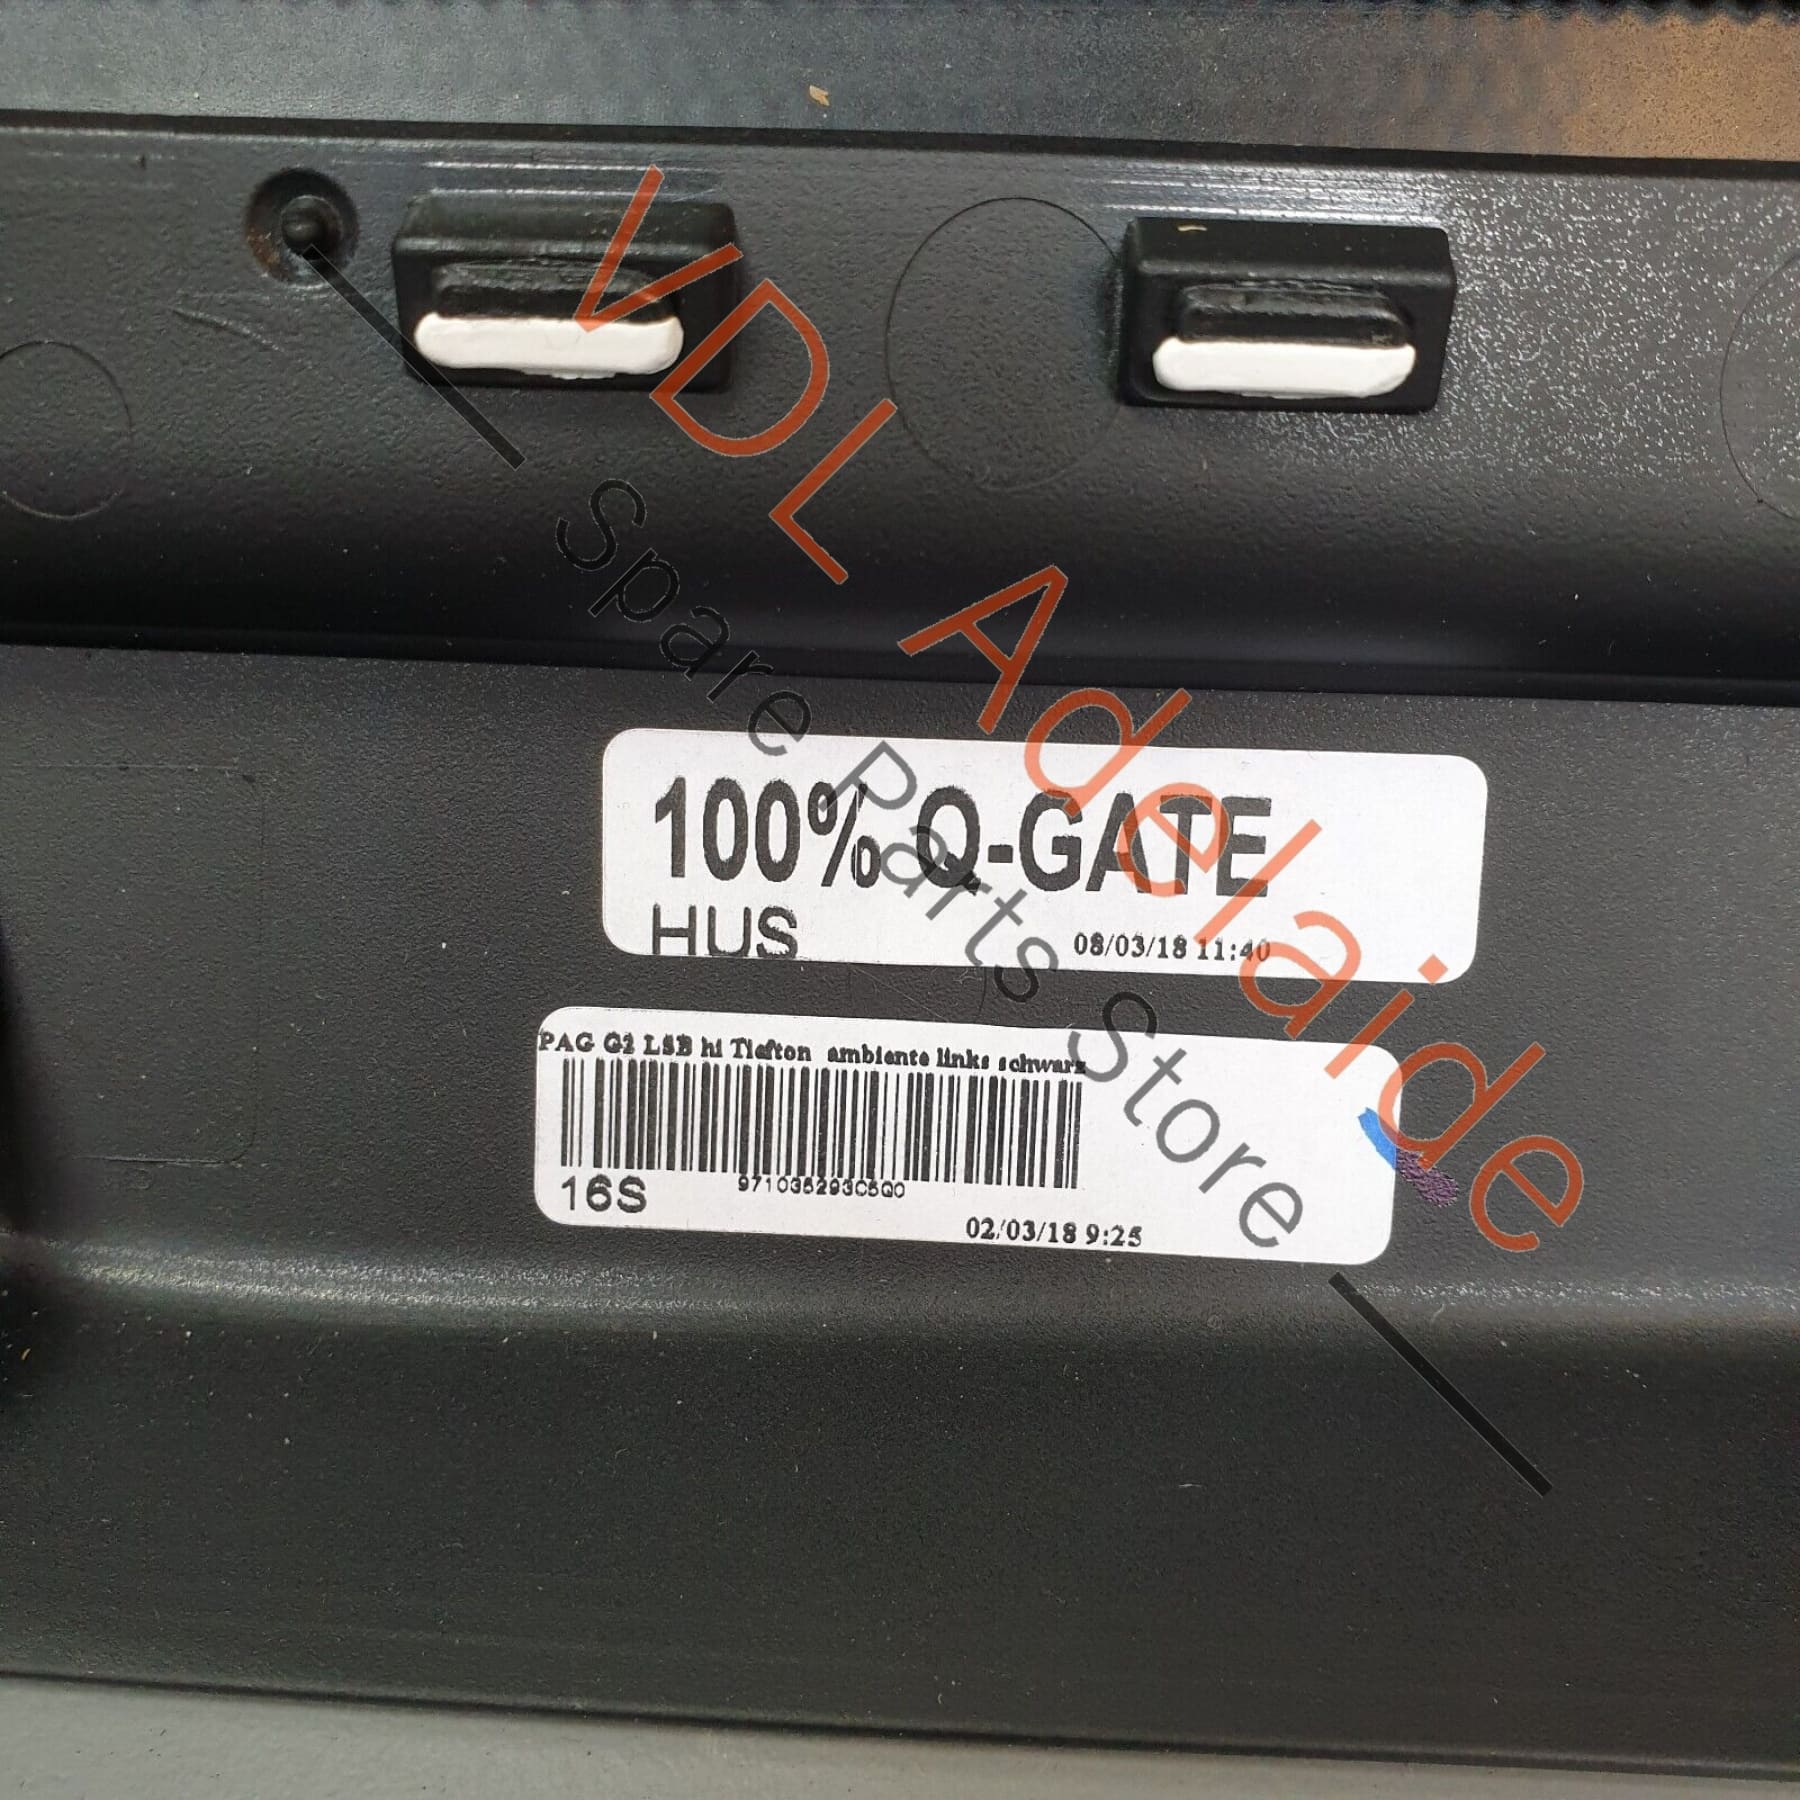 VDL Adelaide
Spare Parts Store
100% Q-GATE
HUS
08/03/18 11:40
PAG G2 LSB hi Tiefton ambiente links schwarz
971035293C5Q0
16S
02/03/18 9:25